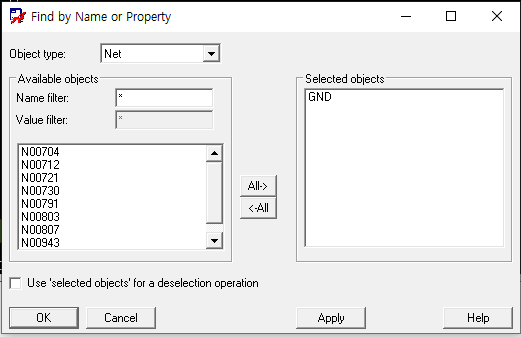 Find by Name or Property
Object type: Net
Available objects
Name filter: *
Value filter: *
N00704
N00712
N00721
N00730
N00791
N00803
N00807
N00943
All->
<-All
Selected objects
GND
Use 'selected objects' for a deselection operation
OK Cancel Apply Help